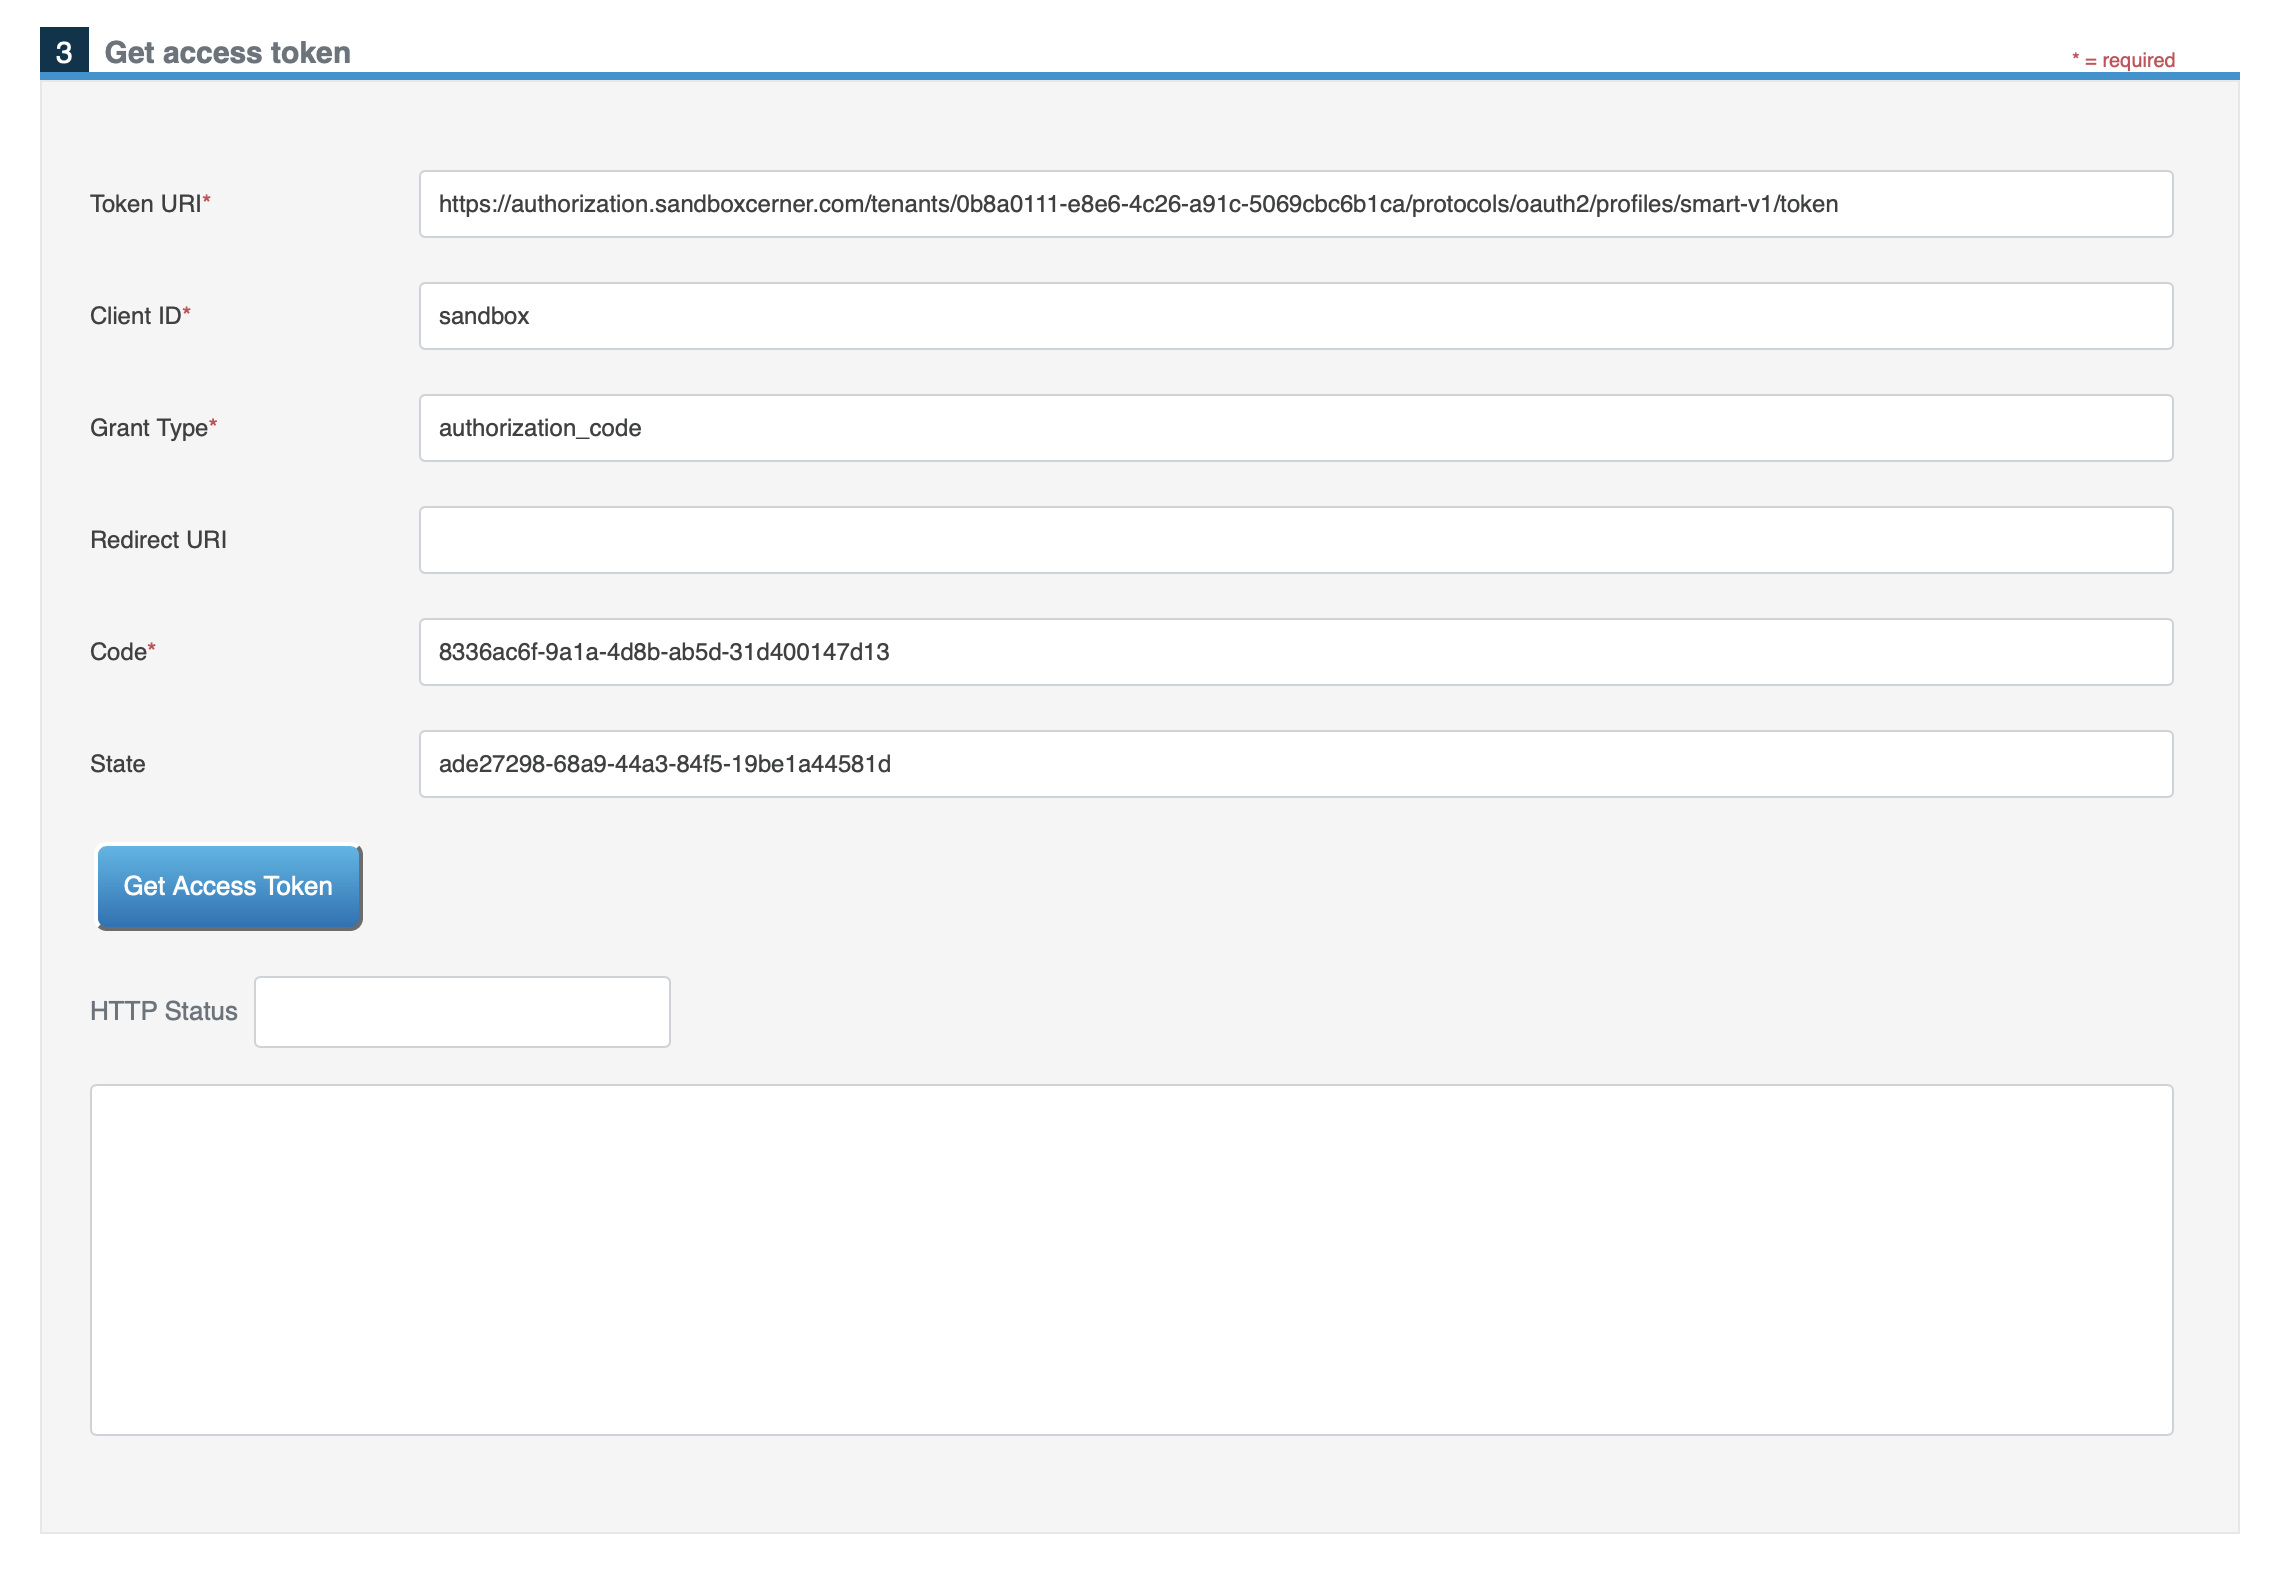 3 Get access token
* = required
Token URI* https://authorization.sandboxcerner.com/tenants/0b8a0111-e8e6-4c26-a91c-5069cbc6b1ca/protocols/oauth2/profiles/smart-v1/token
Client ID* sandbox
Grant Type* authorization_code
Redirect URI
Code* 8336ac6f-9a1a-4d8b-ab5d-31d400147d13
State ade27298-68a9-44a3-84f5-19be1a44581d
Get Access Token
HTTP Status